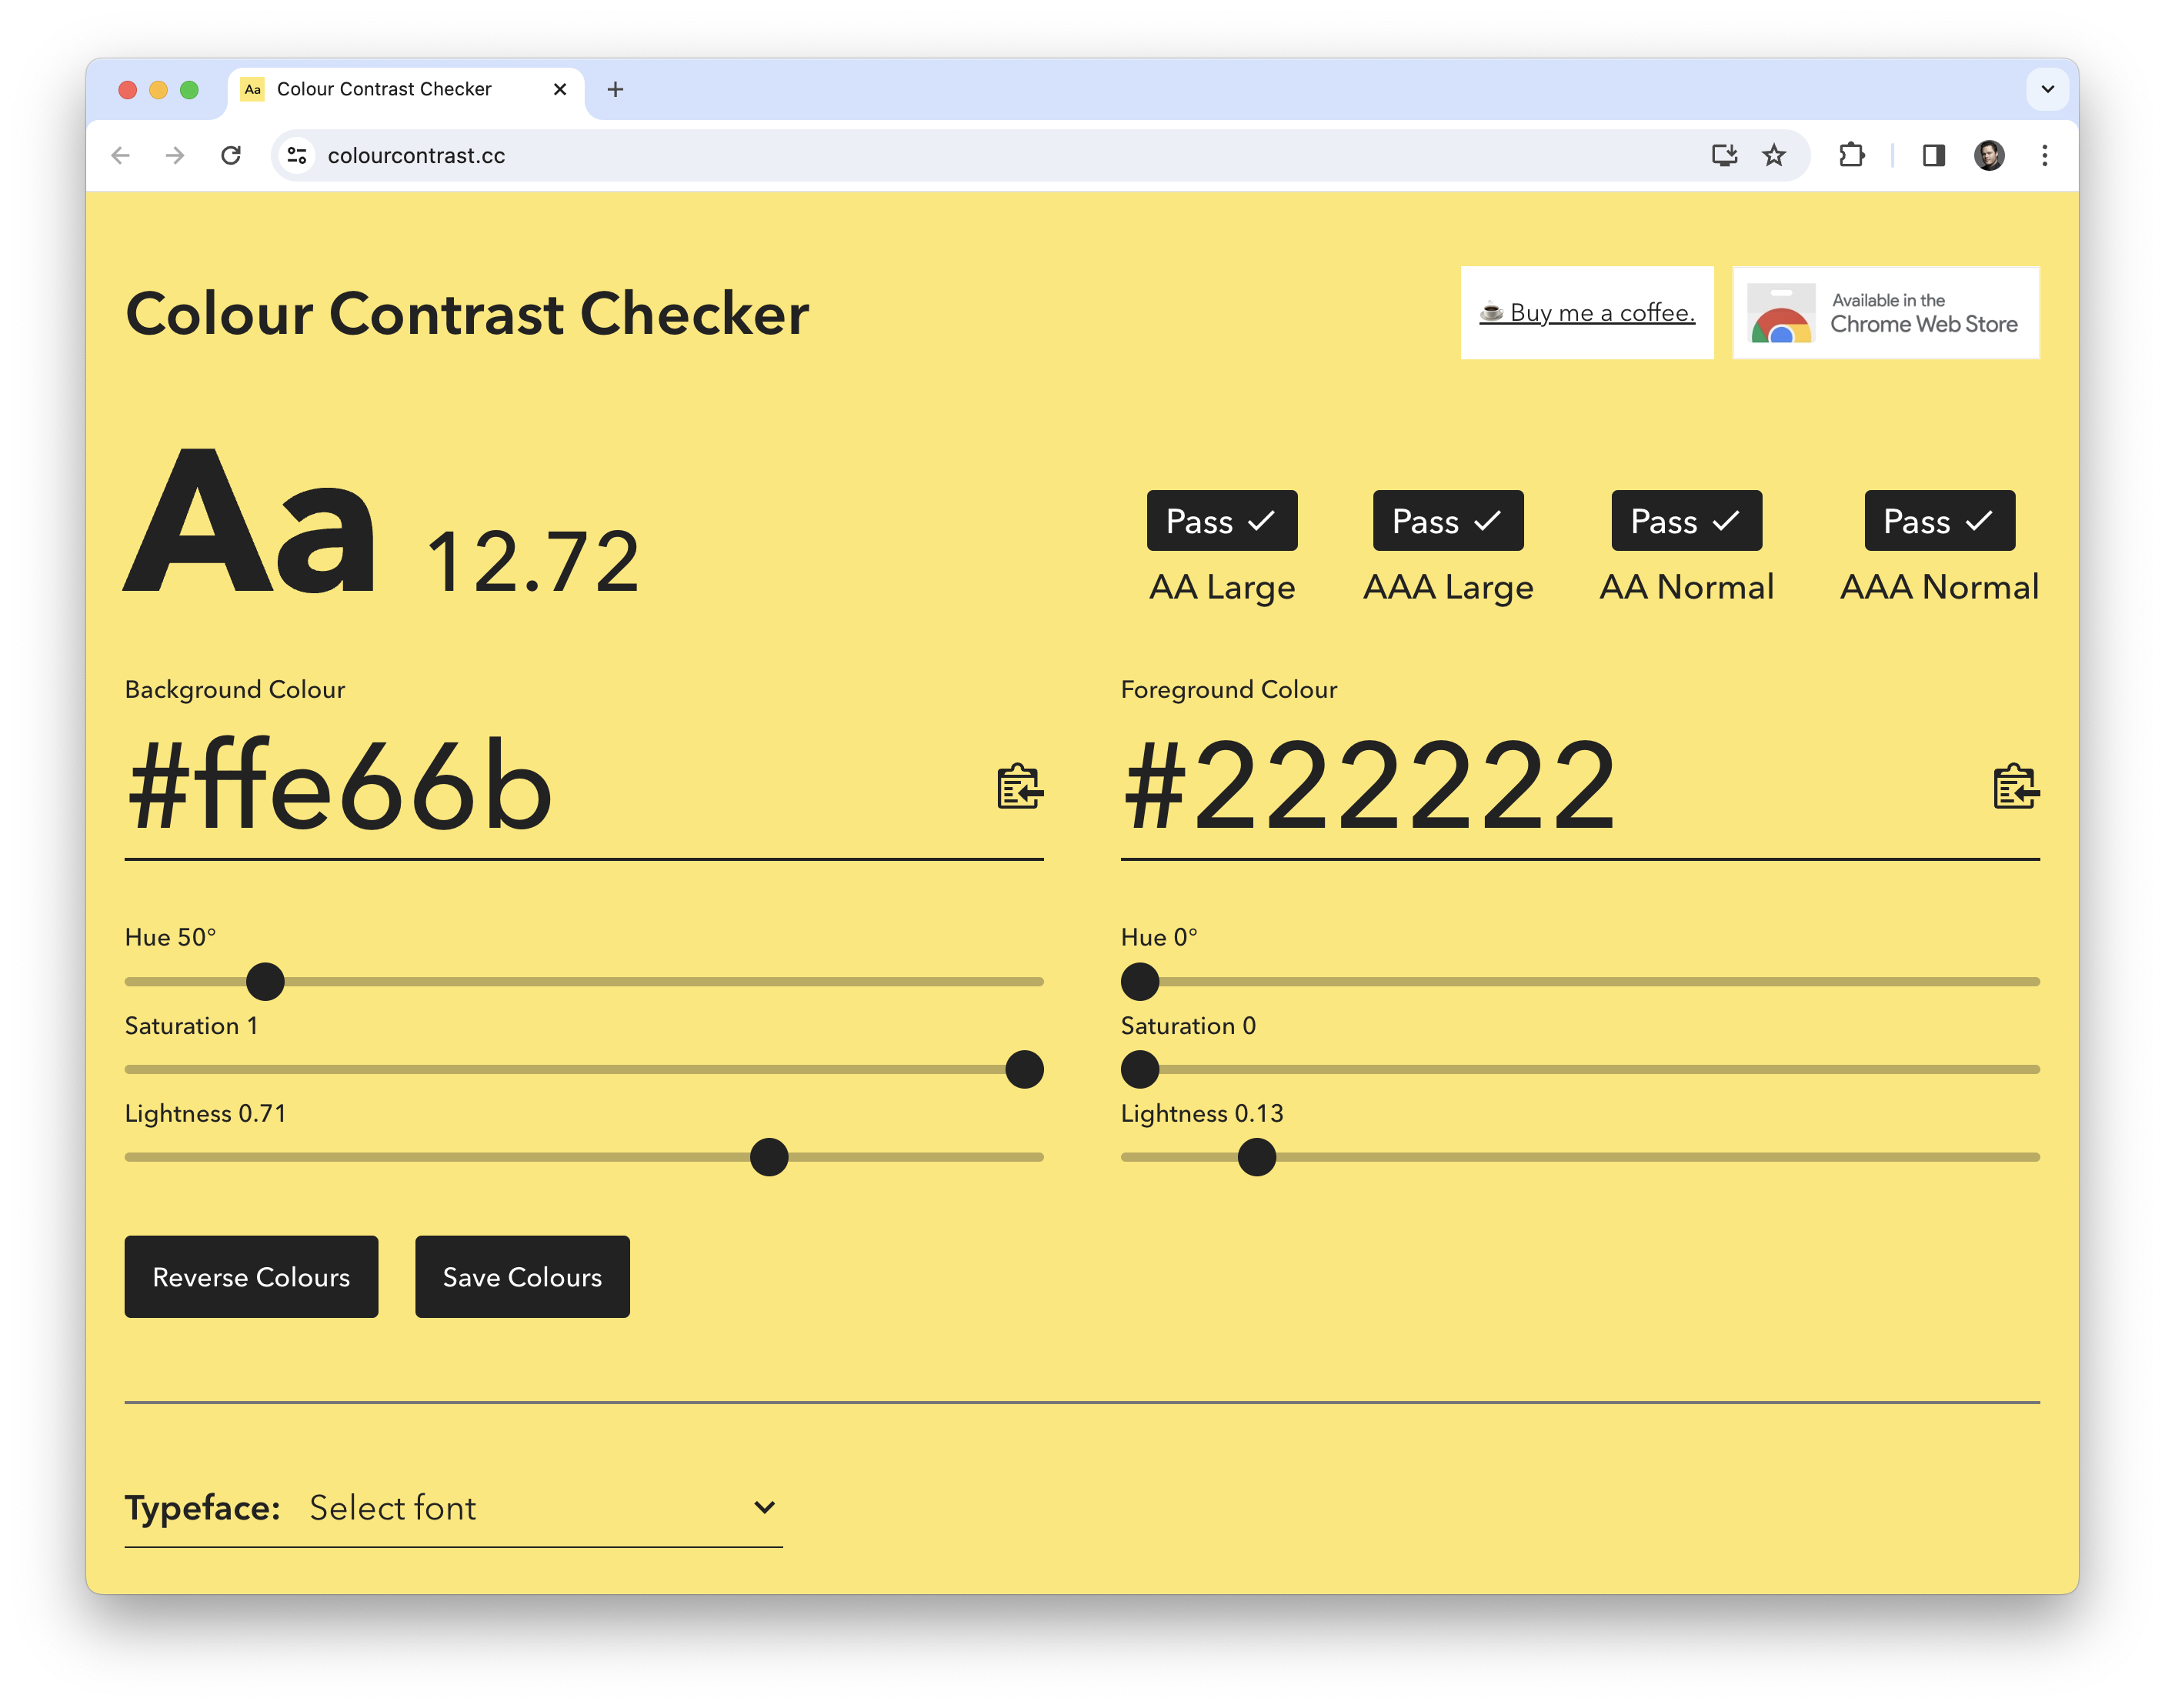 Aa Colour Contrast Checker
colourcontrast.cc
Colour Contrast Checker
☕ Buy me a coffee.
Available in the
Chrome Web Store
Aa 12.72
Pass ✓ Pass ✓ Pass ✓ Pass ✓
AA Large AAA Large AA Normal AAA Normal
Background Colour
#ffe66b
Foreground Colour
#222222
Hue 50°
Saturation 1
Lightness 0.71
Hue 0°
Saturation 0
Lightness 0.13
Reverse Colours Save Colours
Typeface: Select font